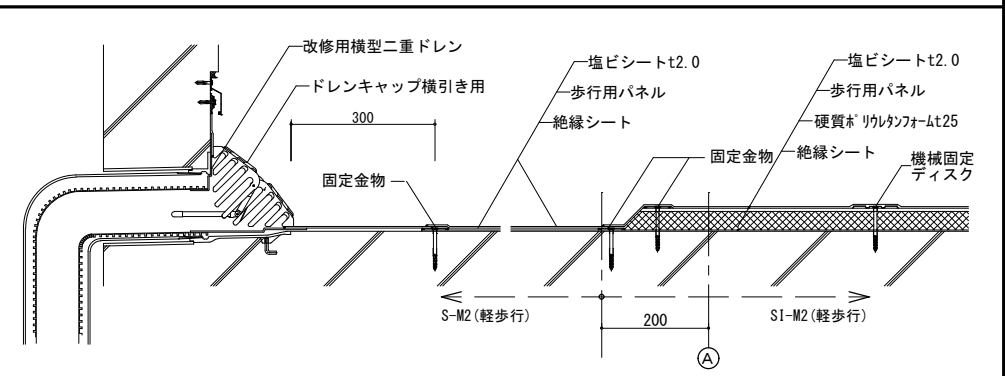 改修用横型二重ドレン
ドレンキャップ横引き用
300
固定金物
塩ビシートt2.0
歩行用パネル
絶縁シート
固定金物
塩ビシートt2.0
歩行用パネル
硬質ﾎﾟﾘｳﾚﾀﾝﾌｫｰﾑt25
絶縁シート
機械固定
ディスク
S-M2(軽歩行)
200
SI-M2(軽歩行)
A